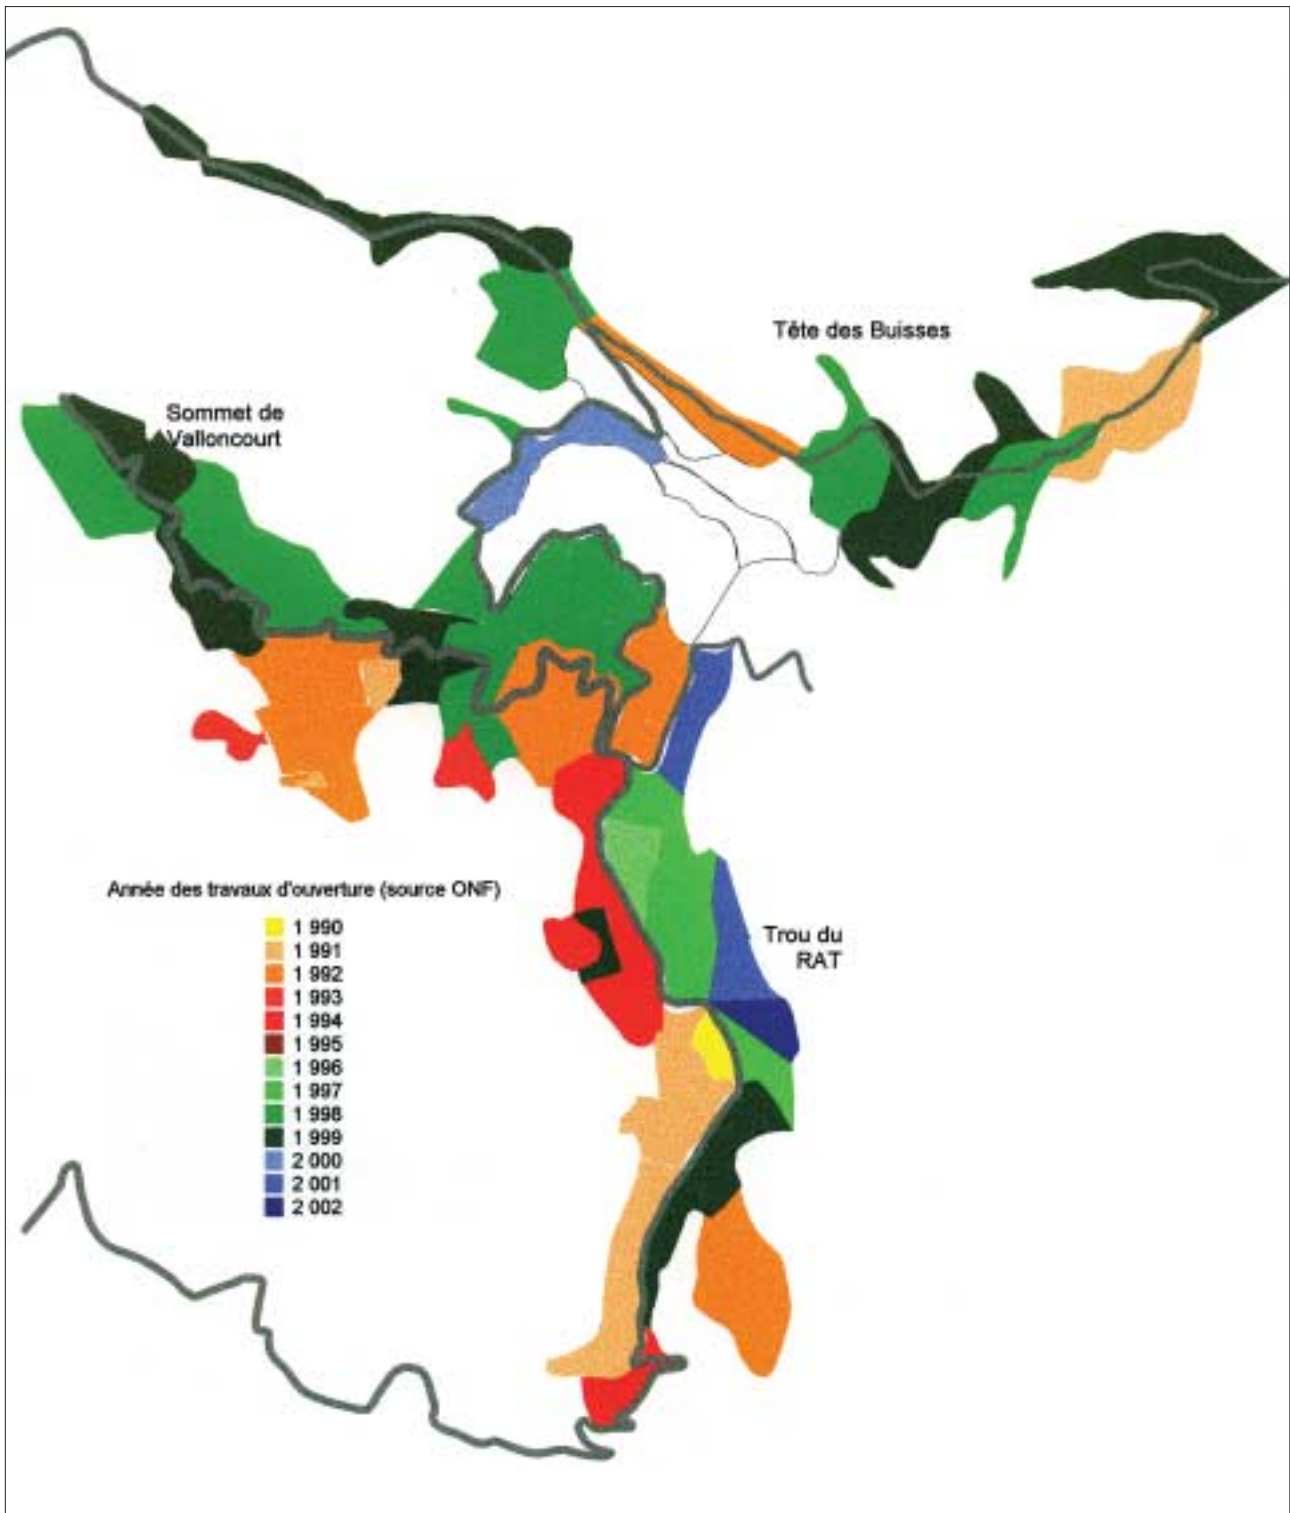 Tête des Buisses
Sommet de
Valloncourt
Année des travaux d'ouverture (source ONF)
1 990
1 991
1 992
1 993
1 994
1 995
1 996
1 997
1 998
1 999
2 000
2 001
2 002
Trou du
RAT